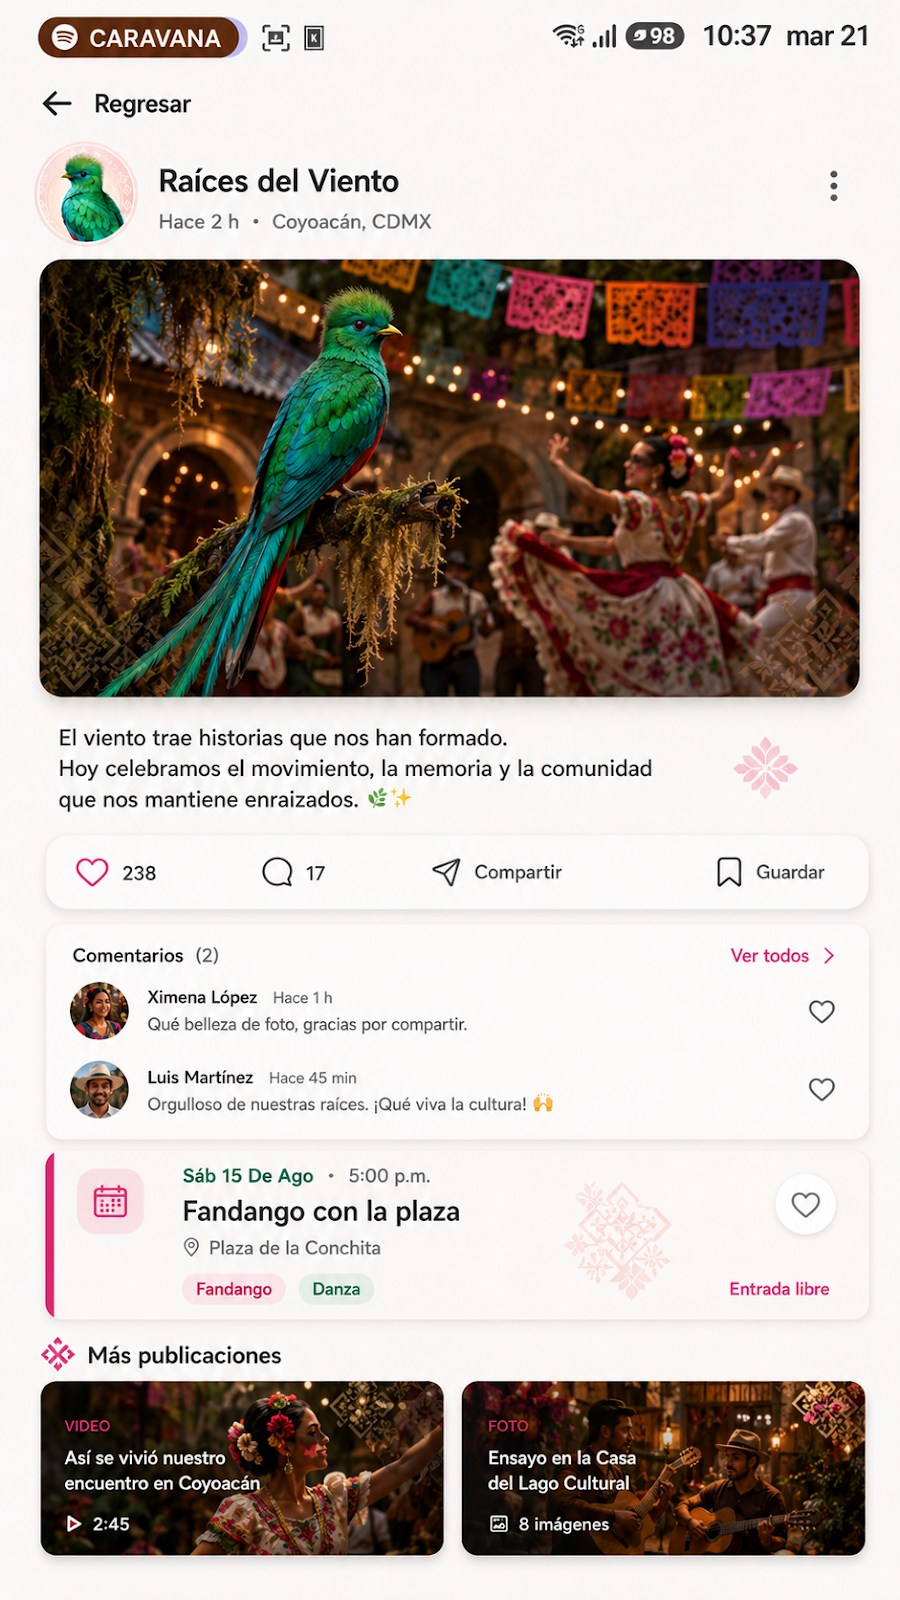 CARAVANA
98 10:37 mar 21
Regresar
Raíces del Viento
Hace 2 h • Coyoacán, CDMX
El viento trae historias que nos han formado.
Hoy celebramos el movimiento, la memoria y la comunidad
que nos mantiene enraizados. 🌿✨
238 17 Compartir Guardar
Comentarios (2) Ver todos
Ximena López Hace 1 h
Qué belleza de foto, gracias por compartir.
Luis Martínez Hace 45 min
Orgulloso de nuestras raíces. ¡Qué viva la cultura! 🙌
Sáb 15 De Ago • 5:00 p.m.
Fandango con la plaza
Plaza de la Conchita
Fandango Danza Entrada libre
Más publicaciones
VIDEO
Así se vivió nuestro
encuentro en Coyoacán
2:45
FOTO
Ensayo en la Casa
del Lago Cultural
8 imágenes